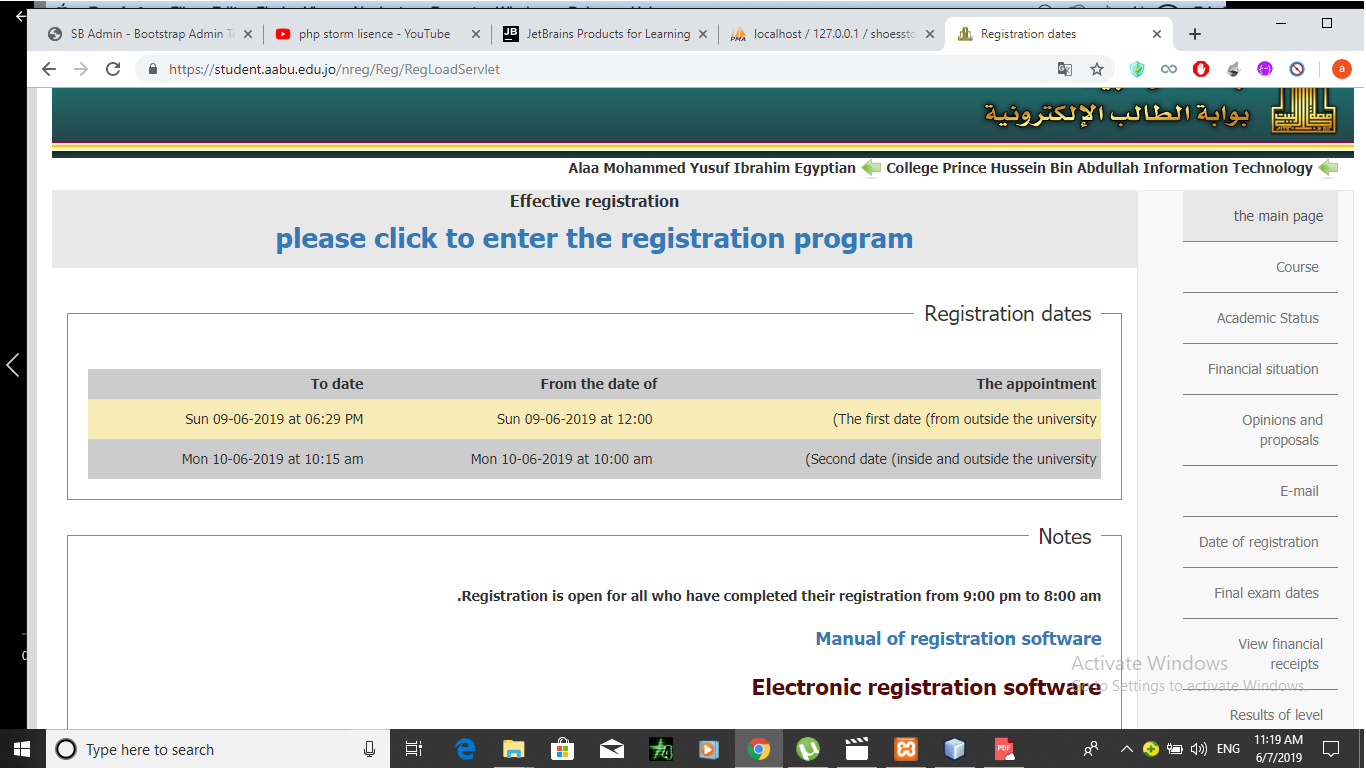 SB Admin - Bootstrap Admin T
php storm lisence - YouTube
JB
JetBrains Products for Learning
PMA
localhost / 127.0.0.1 / shoessto
Registration dates
https://student.aabu.edu.jo/nreg/Reg/RegLoadServlet
a
بوابة الطالب الإلكترونية
Alaa Mohammed Yusuf Ibrahim Egyptian College Prince Hussein Bin Abdullah Information Technology
Effective registration
please click to enter the registration program
Registration dates
To date From the date of The appointment
Sun 09-06-2019 at 06:29 PM Sun 09-06-2019 at 12:00 (The first date (from outside the university
Mon 10-06-2019 at 10:15 am Mon 10-06-2019 at 10:00 am (Second date (inside and outside the university
Notes
.Registration is open for all who have completed their registration from 9:00 pm to 8:00 am
Manual of registration software
Electronic registration software
the main page
Course
Academic Status
Financial situation
Opinions and
proposals
E-mail
Date of registration
Final exam dates
View financial
receipts
Results of level
Activate Windows
Go to Settings to activate Windows.
Type here to search
PDF
ENG
11:19 AM
6/7/2019